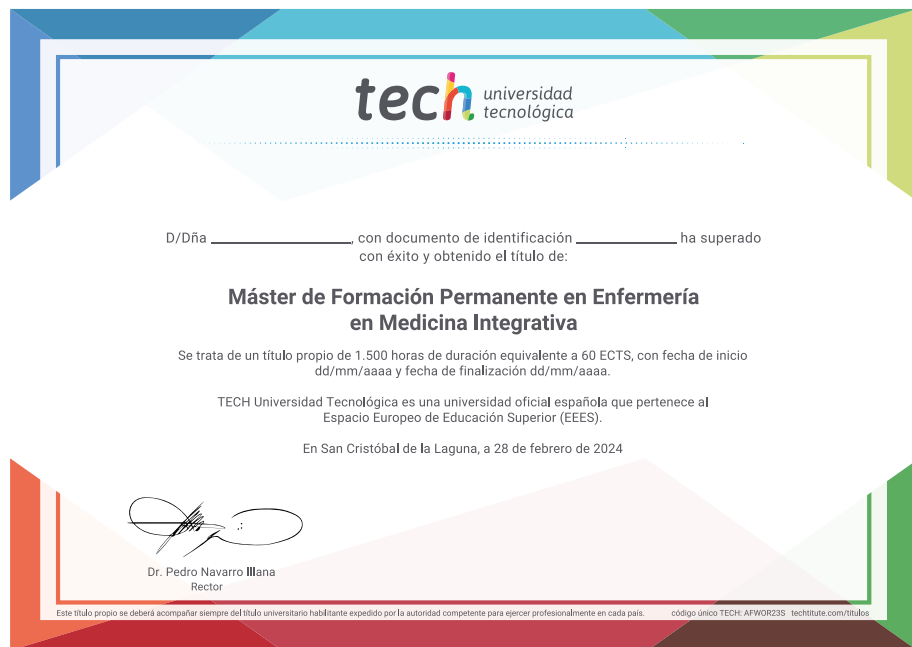 tech universidad
tecnológica
D/Dña ____________________, con documento de identificación ______________ ha superado
con éxito y obtenido el título de:
Máster de Formación Permanente en Enfermería
en Medicina Integrativa
Se trata de un título propio de 1.500 horas de duración equivalente a 60 ECTS, con fecha de inicio
dd/mm/aaaa y fecha de finalización dd/mm/aaaa.
TECH Universidad Tecnológica es una universidad oficial española que pertenece al
Espacio Europeo de Educación Superior (EEES).
En San Cristóbal de la Laguna, a 28 de febrero de 2024
Dr. Pedro Navarro Illana
Rector
Este título propio se deberá acompañar siempre del título universitario habilitante expedido por la autoridad competente para ejercer profesionalmente en cada país. código único TECH: AFWOR23S techtitute.com/titulos